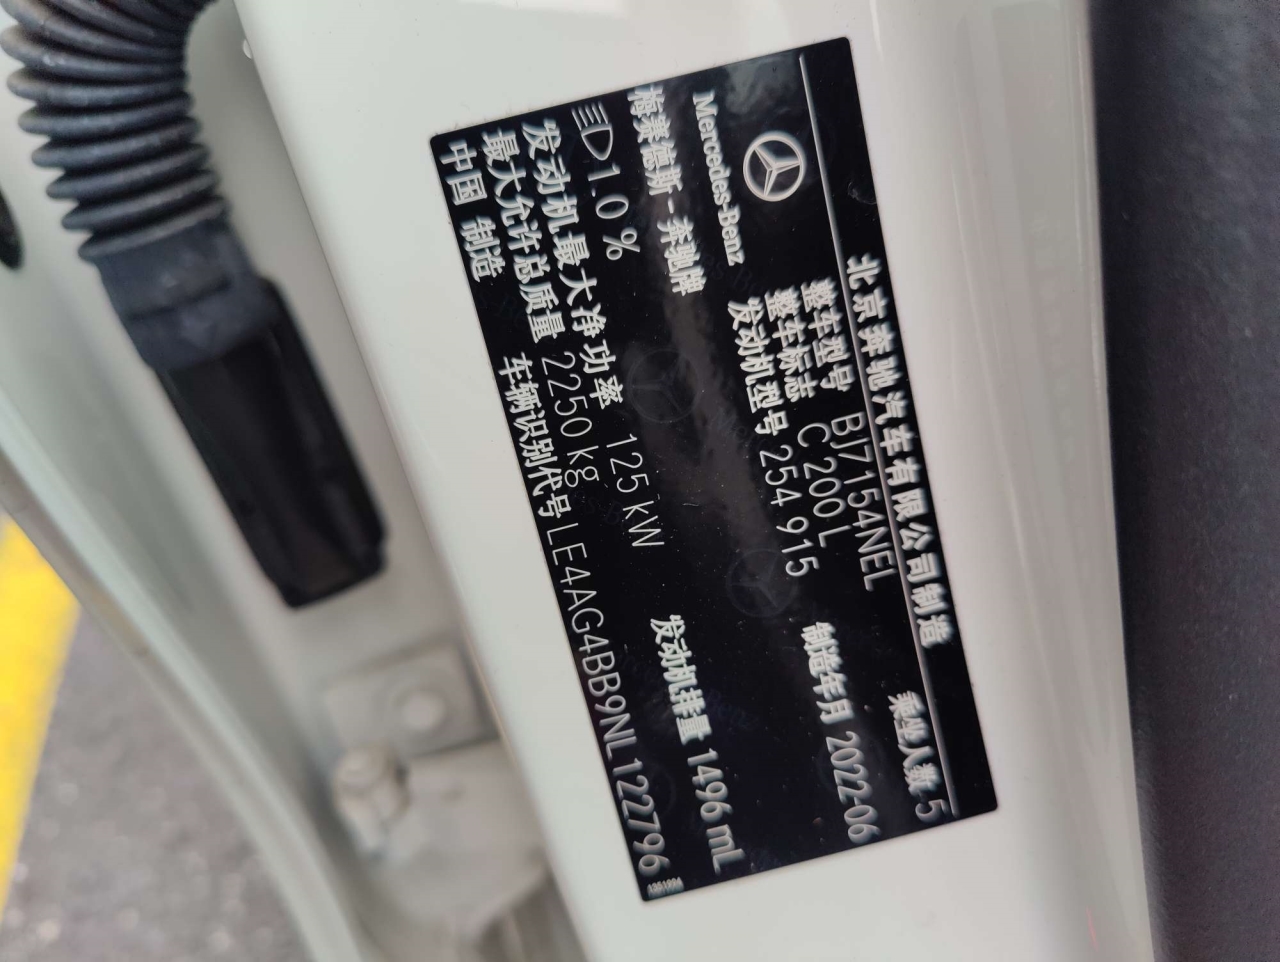 北京奔驰汽车有限公司制造
Mercedes-Benz
梅赛德斯-奔驰牌
整车型号 BJ7154NEL
整车标志 C 200 L
发动机型号 254 915
乘坐人数 5
制造年月 2022-06
1.0%
发动机最大净功率 125 kW
发动机排量 1496 mL
最大允许总质量 2250 kg
中国 制造
车辆识别代号 LE4AG4BB9NL122796